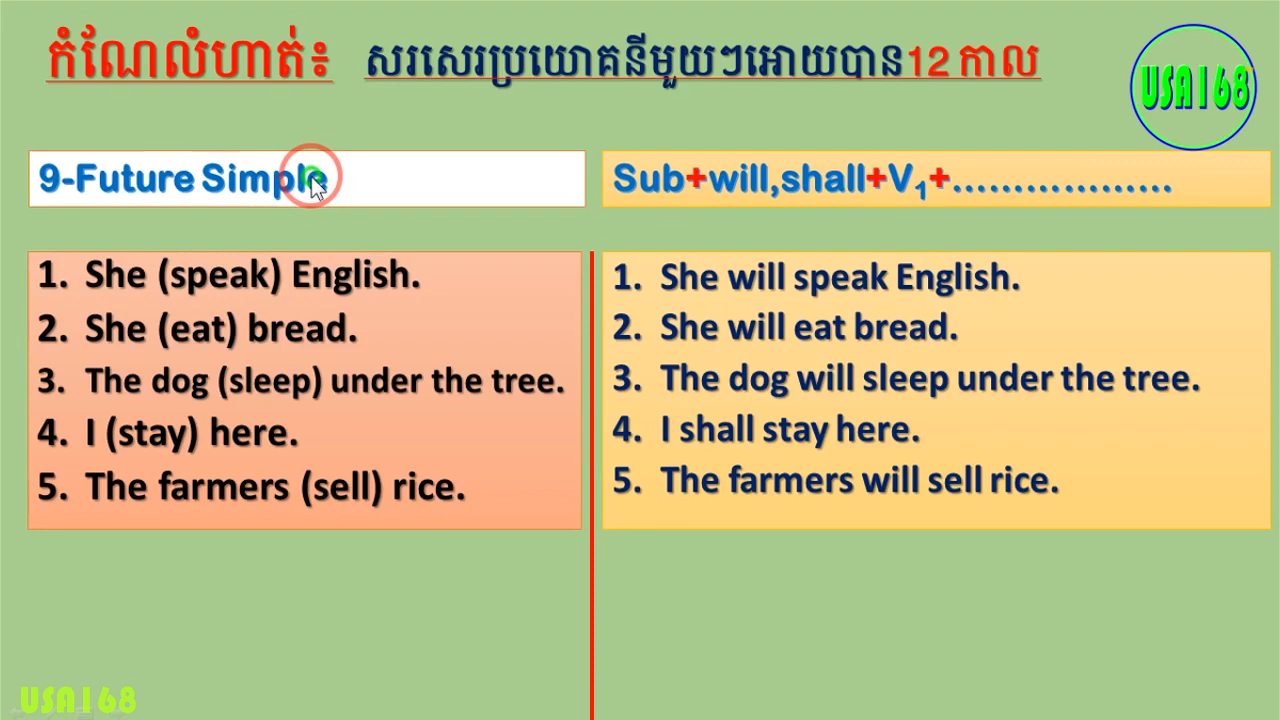 កំណែលំហាត់៖ សរសេរប្រយោគនីមួយៗអោយបាន12 កាល
USA168
9-Future Simple
Sub+will,shall+V₁+...................
1. She (speak) English.
2. She (eat) bread.
3. The dog (sleep) under the tree.
4. I (stay) here.
5. The farmers (sell) rice.
1. She will speak English.
2. She will eat bread.
3. The dog will sleep under the tree.
4. I shall stay here.
5. The farmers will sell rice.
USA168